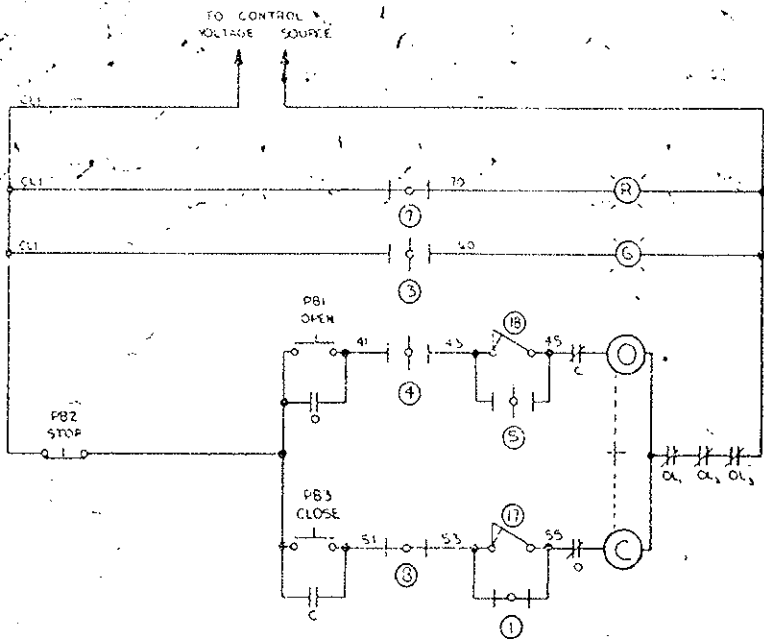 TO CONTROL
VOLTAGE SOURCE
CL1
CL1
70
R
7
CL1
60
G
3
PB1
OPEN
18
41
43
45
C
O
4
O
5
PB2
STOP
OL1 OL2 OL3
PB3
CLOSE
17
51
53
55
O
C
8
C
1